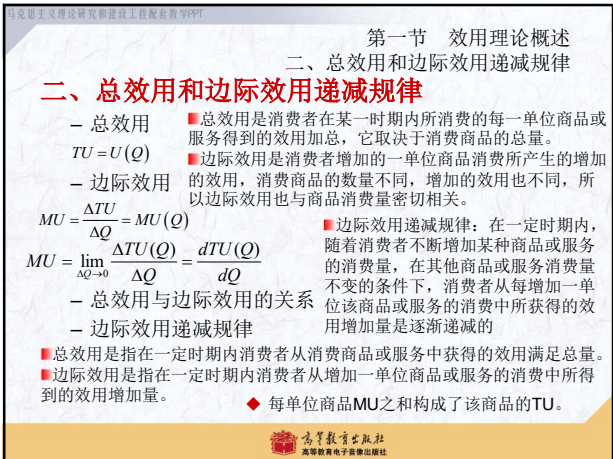 马克思主义理论研究和建设工程配套教学PPT
第一节 效用理论概述
二、总效用和边际效用递减规律
二、总效用和边际效用递减规律
– 总效用
TU = U(Q)
– 边际效用
MU = ΔTU/ΔQ = MU(Q)
MU = lim ΔQ→0 ΔTU(Q)/ΔQ = dTU(Q)/dQ
– 总效用与边际效用的关系
– 边际效用递减规律
■总效用是消费者在某一时期内所消费的每一单位商品或
服务得到的效用加总，它取决于消费商品的总量。
■边际效用是消费者增加的一单位商品消费所产生的增加
的效用，消费商品的数量不同，增加的效用也不同，所
以边际效用也与商品消费量密切相关。
■边际效用递减规律：在一定时期内，
随着消费者不断增加某种商品或服务
的消费量，在其他商品或服务消费量
不变的条件下，消费者从每增加一单
位该商品或服务的消费中所获得的效
用增加量是逐渐递减的
■总效用是指在一定时期内消费者从消费商品或服务中获得的效用满足总量。
■边际效用是指在一定时期内消费者从增加一单位商品或服务的消费中所得
到的效用增加量。
◆ 每单位商品MU之和构成了该商品的TU。
高等教育出版社
高等教育电子音像出版社